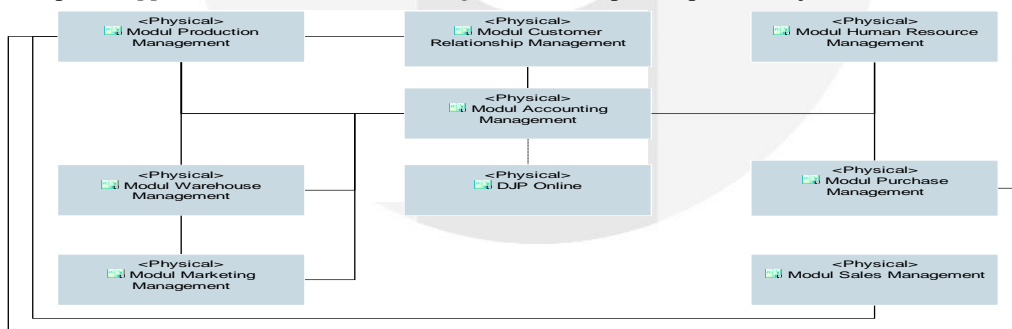 <Physical>
Modul Production
Management
<Physical>
Modul Customer
Relationship Management
<Physical>
Modul Human Resource
Management
<Physical>
Modul Accounting
Management
<Physical>
Modul Warehouse
Management
<Physical>
DJP Online
<Physical>
Modul Purchase
Management
<Physical>
Modul Marketing
Management
<Physical>
Modul Sales Management